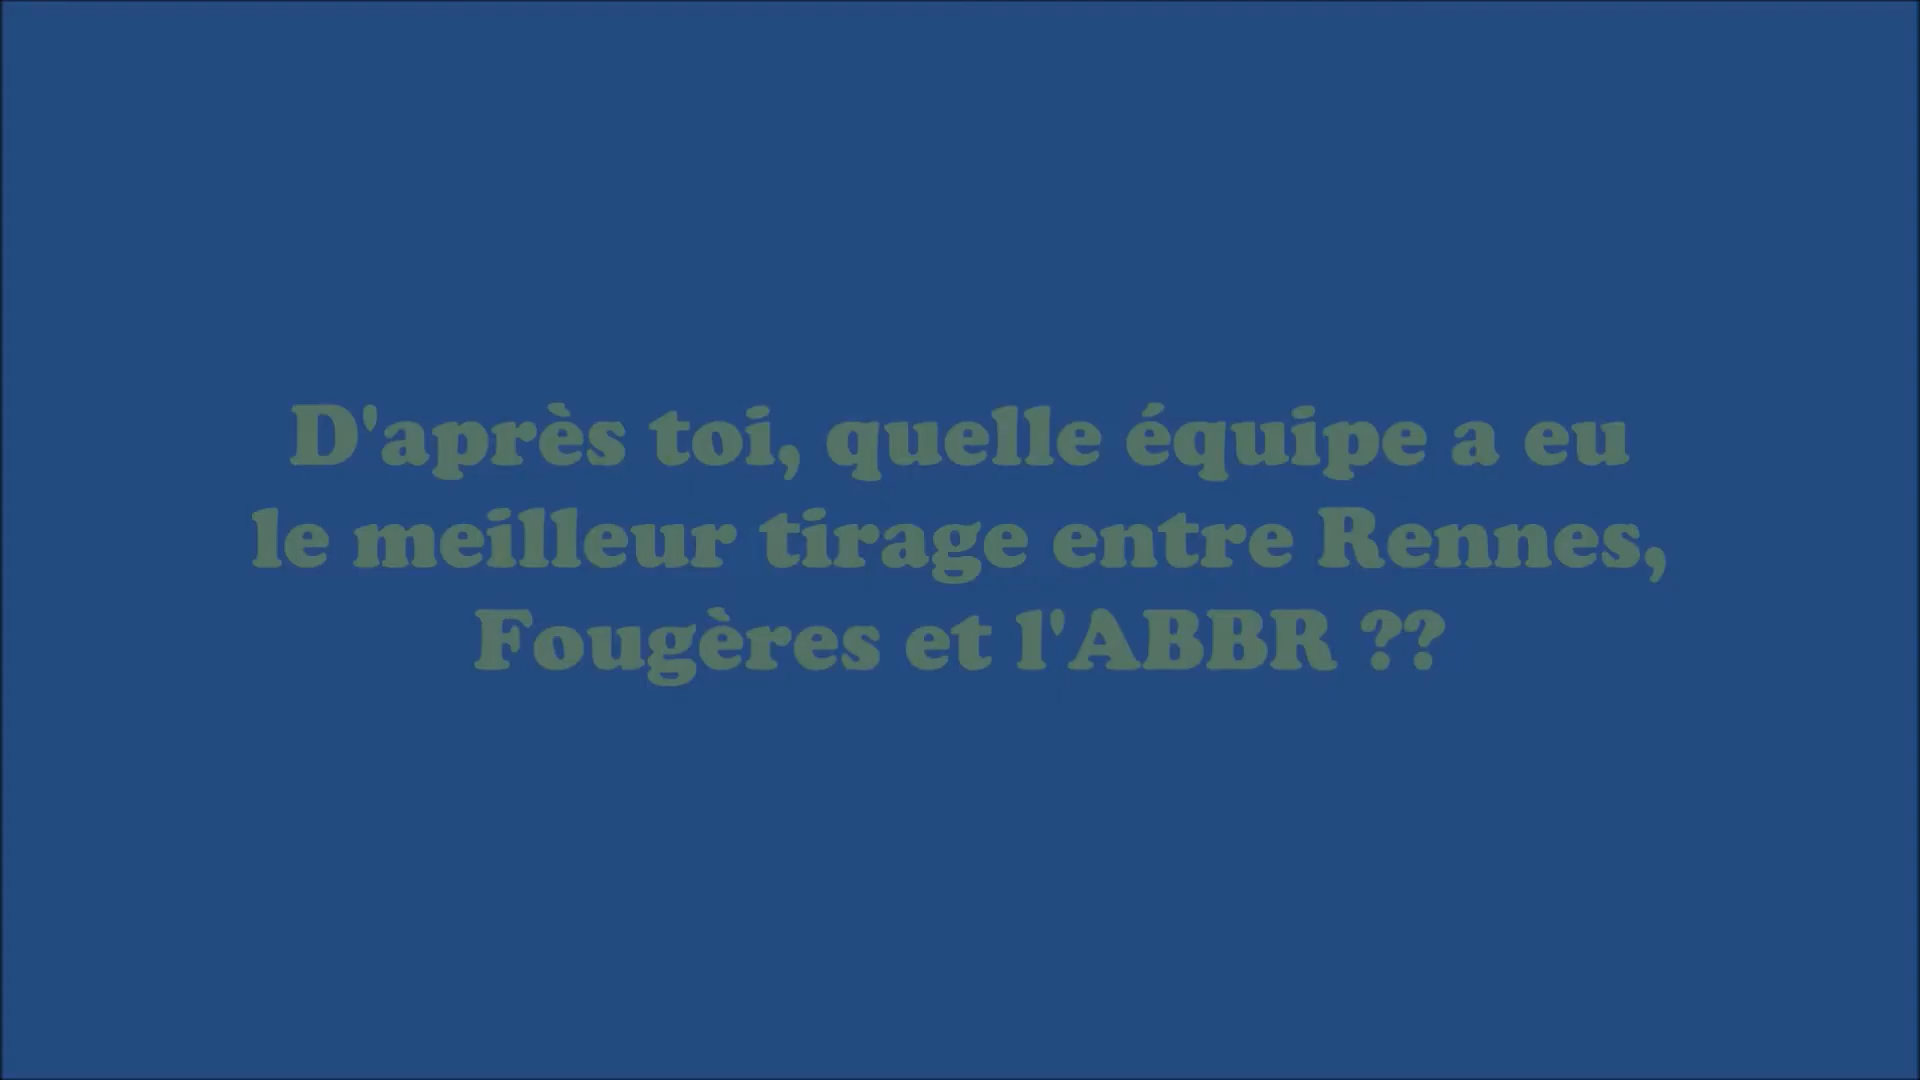 D'après toi, quelle équipe a eu
le meilleur tirage entre Rennes,
Fougères et l'ABBR ??